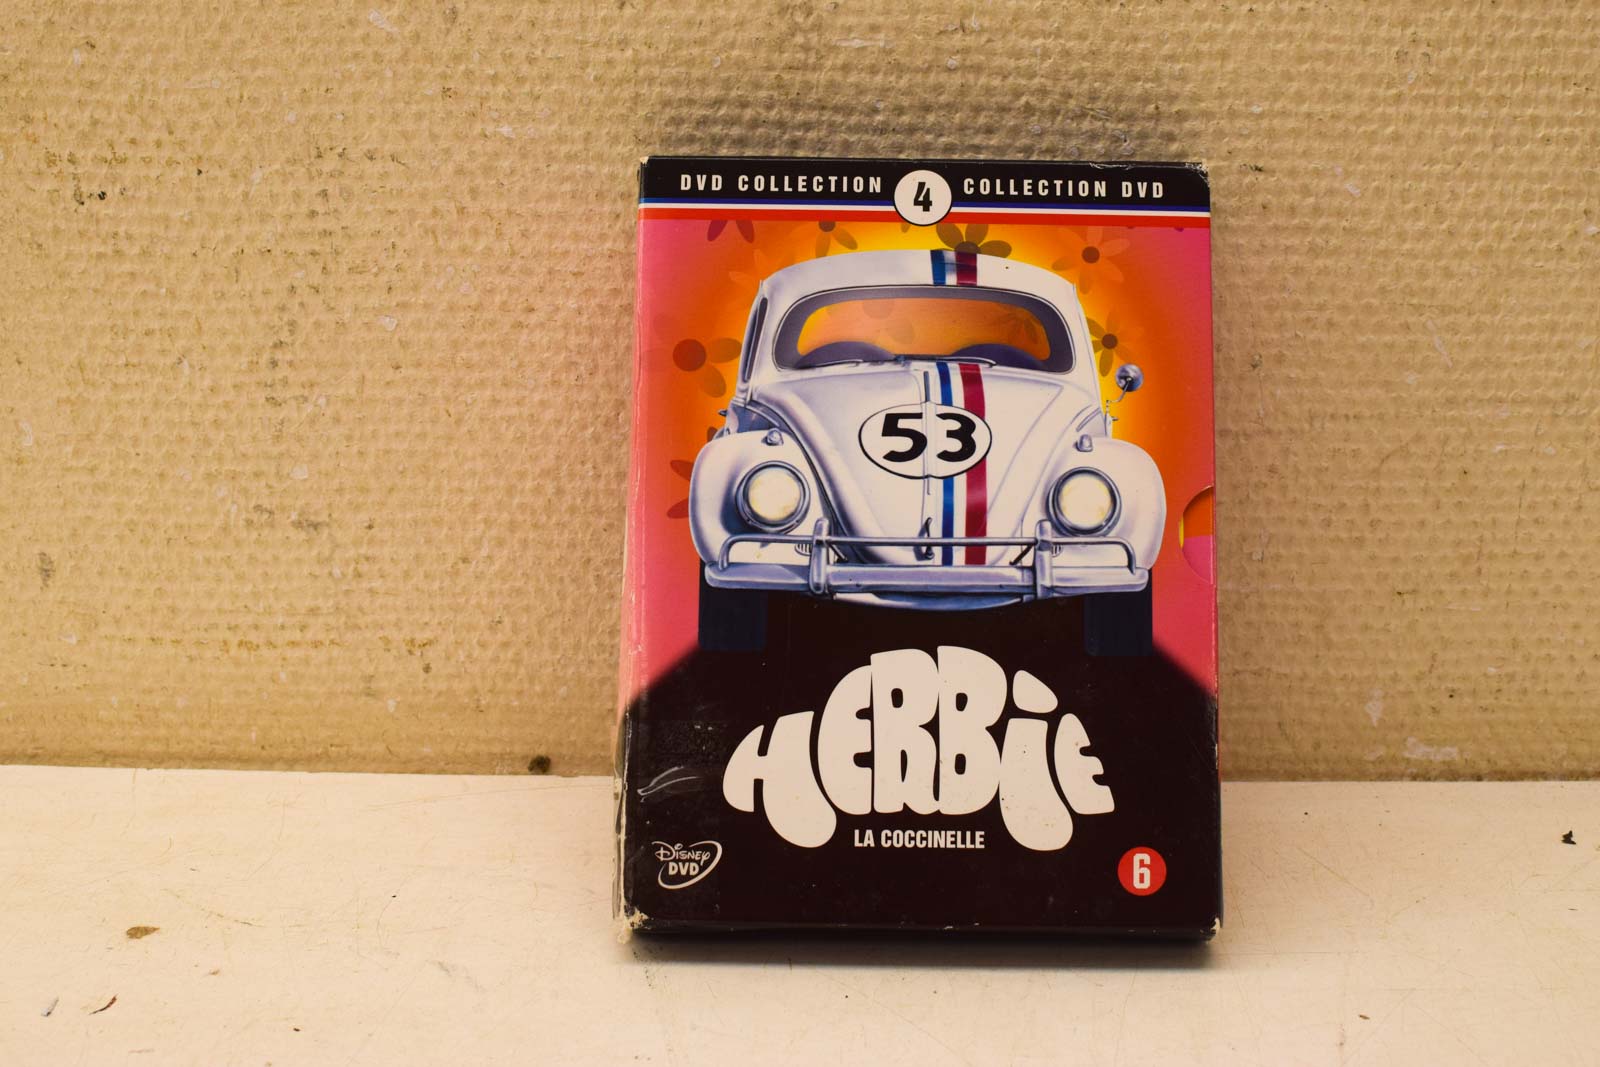 DVD COLLECTION 4 COLLECTION DVD
53
HERBIE
LA COCCINELLE
DISNEY
DVD
6